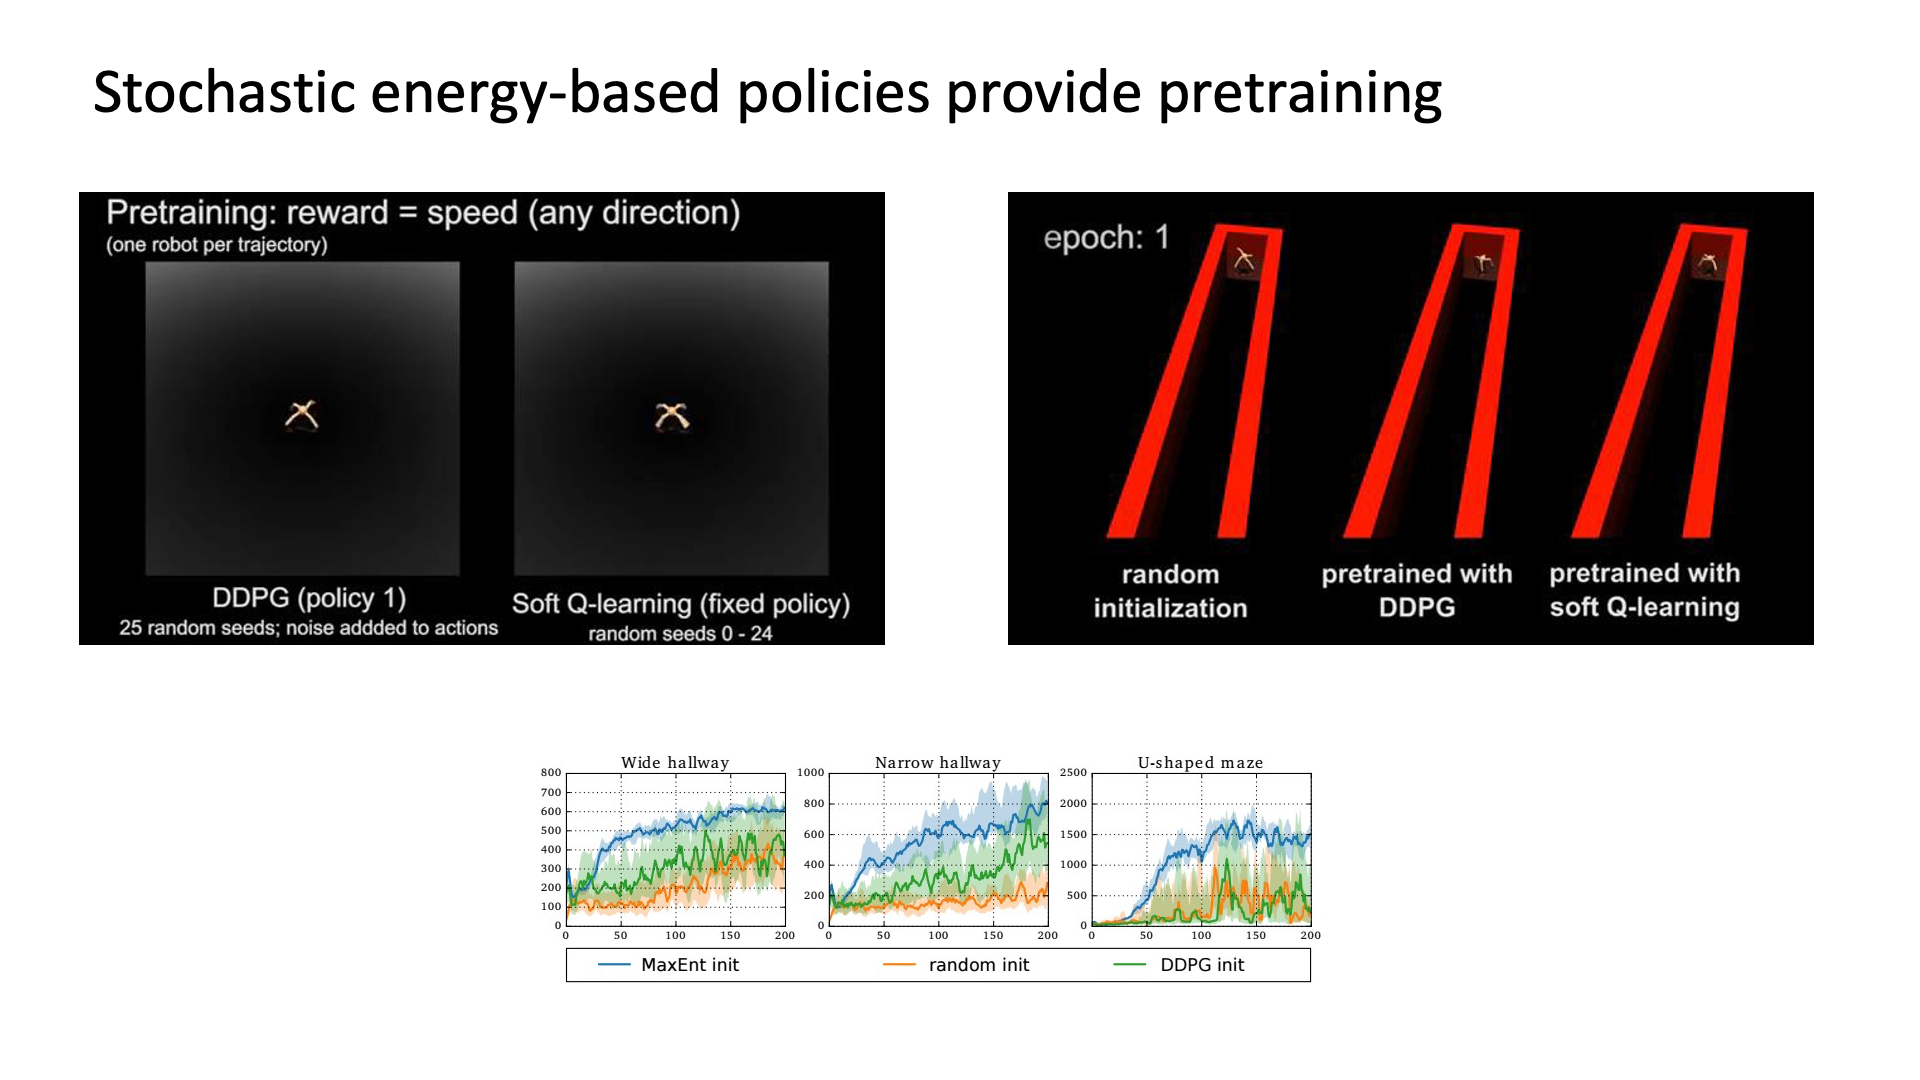 Stochastic energy-based policies provide pretraining
Pretraining: reward = speed (any direction)
(one robot per trajectory)
DDPG (policy 1)
25 random seeds; noise addded to actions
Soft Q-learning (fixed policy)
random seeds 0 - 24
epoch: 1
random
initialization
pretrained with
DDPG
pretrained with
soft Q-learning
Wide hallway
800
700
600
500
400
300
200
100
0
0 50 100 150 200
Narrow hallway
1000
800
600
400
200
0
0 50 100 150 200
U-shaped maze
2500
2000
1500
1000
500
0
0 50 100 150 200
MaxEnt init random init DDPG init